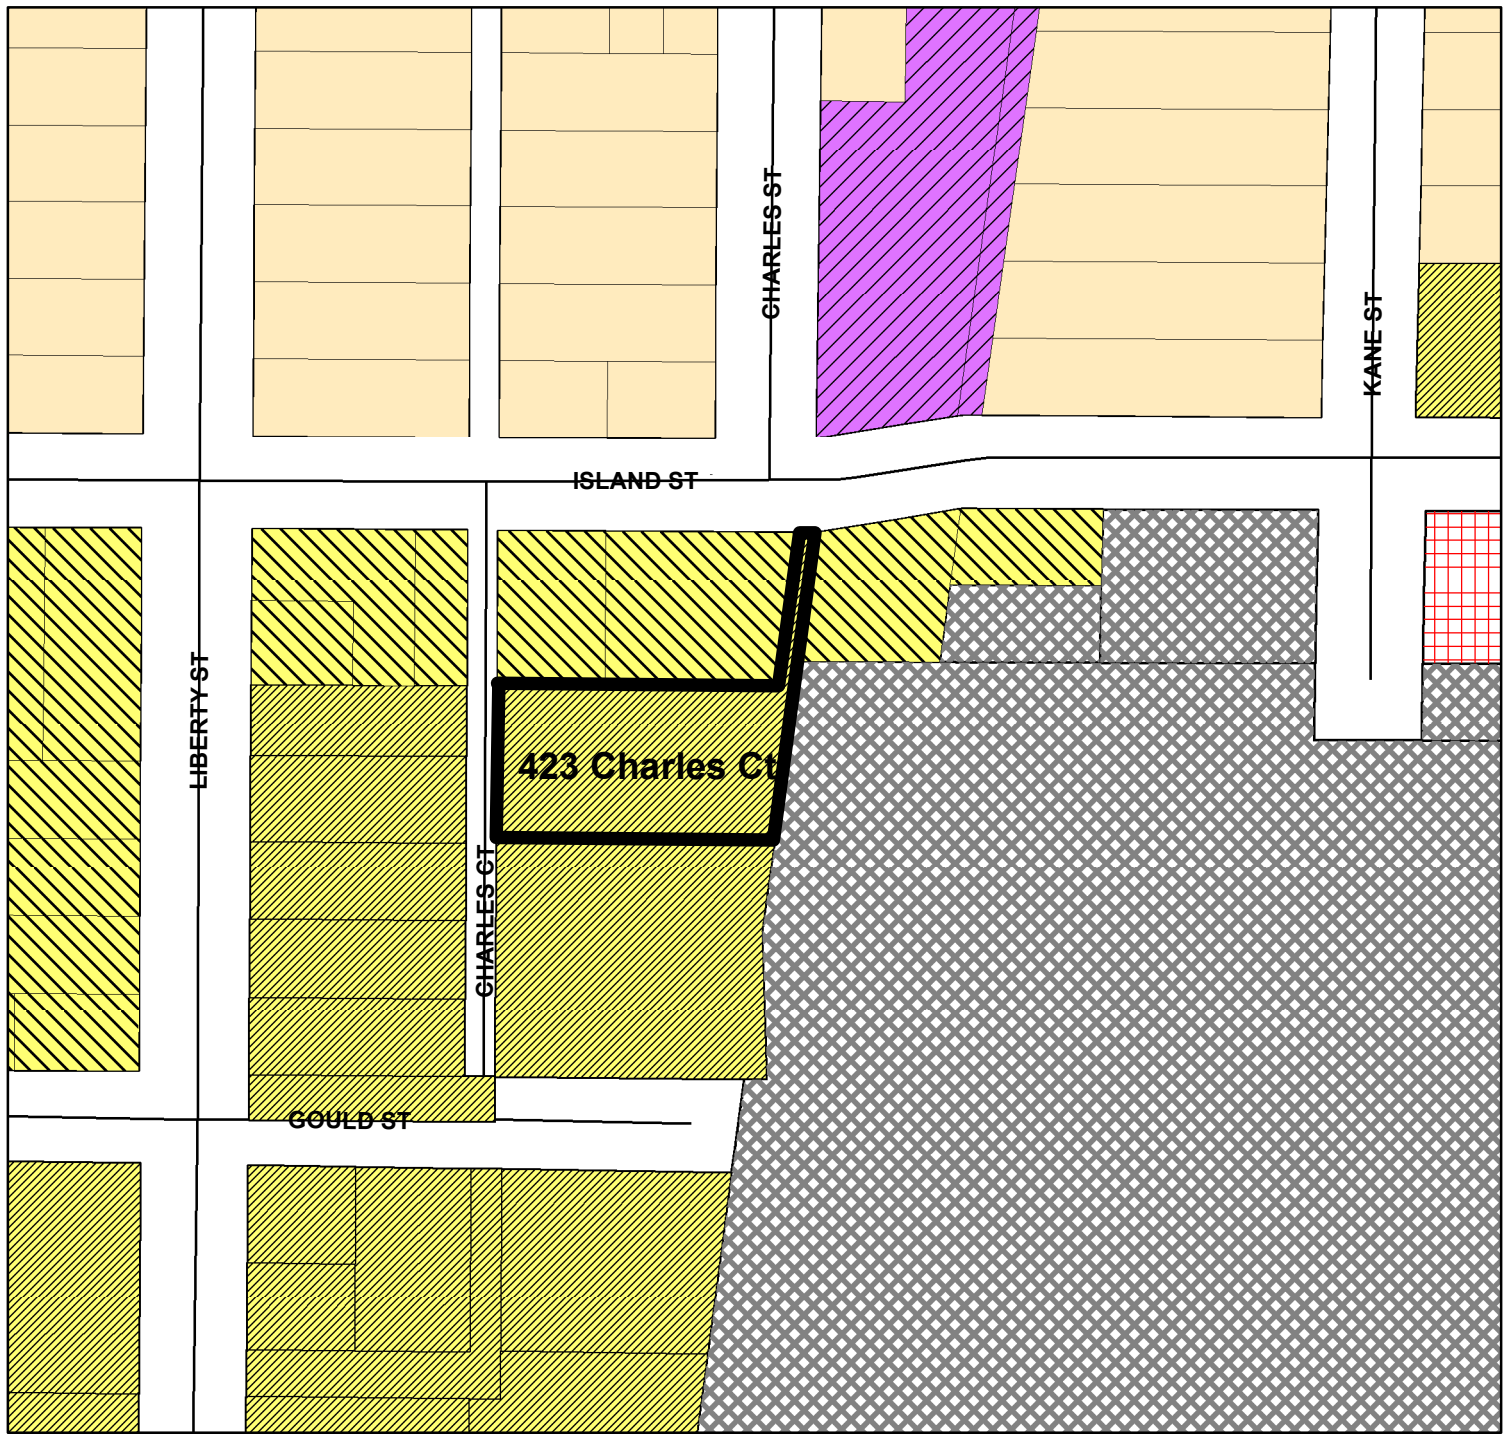 CHARLES ST
KANE ST
ISLAND ST
LIBERTY ST
423 Charles Ct
CHARLES CT
GOULD ST